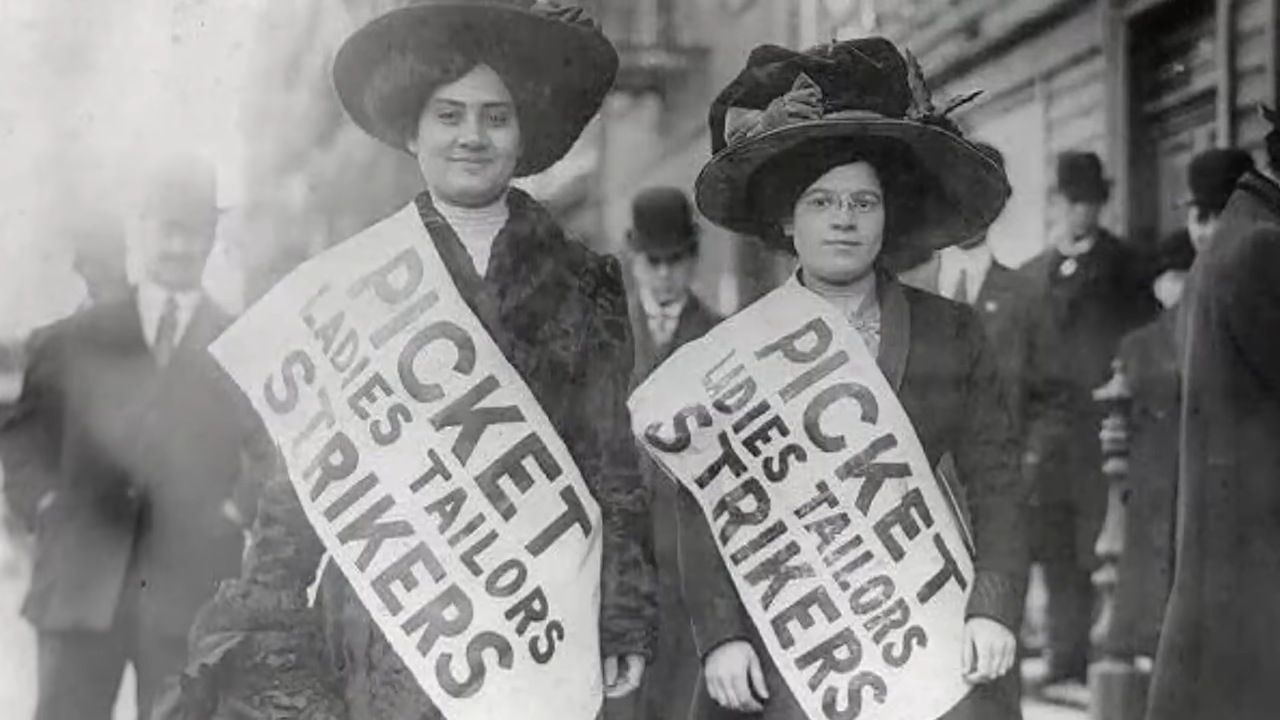 PICKET
LADIES TAILORS
STRIKERS
PICKET
LADIES TAILORS
STRIKERS